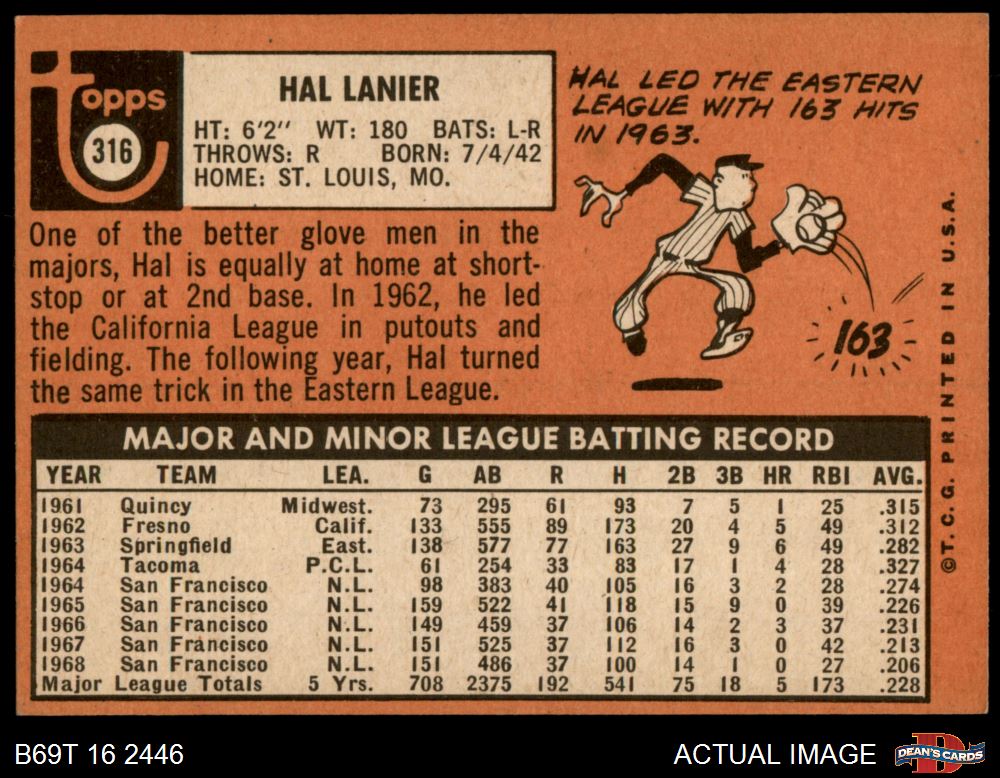 Topps
316
HAL LANIER
HT: 6'2" WT: 180 BATS: L-R
THROWS: R BORN: 7/4/42
HOME: ST. LOUIS, MO.
HAL LED THE EASTERN
LEAGUE WITH 163 HITS
IN 1963.
163
One of the better glove men in the
majors, Hal is equally at home at short-
stop or at 2nd base. In 1962, he led
the California League in putouts and
fielding. The following year, Hal turned
the same trick in the Eastern League.
MAJOR AND MINOR LEAGUE BATTING RECORD
YEAR TEAM LEA. G AB R H 2B 3B HR RBI AVG.
1961 Quincy Midwest. 73 295 61 93 7 5 1 25 .315
1962 Fresno Calif. 133 555 89 173 20 4 5 49 .312
1963 Springfield East. 138 577 77 163 27 9 6 49 .282
1964 Tacoma P.C.L. 61 254 33 83 17 1 4 28 .327
1964 San Francisco N.L. 98 383 40 105 16 3 2 28 .274
1965 San Francisco N.L. 159 522 41 118 15 9 0 39 .226
1966 San Francisco N.L. 149 459 37 106 14 2 3 37 .231
1967 San Francisco N.L. 151 525 37 112 16 3 0 42 .213
1968 San Francisco N.L. 151 486 37 100 14 1 0 27 .206
Major League Totals 5 Yrs. 708 2375 192 541 75 18 5 173 .228
©T. C. G. PRINTED IN U.S.A.
B69T 16 2446
ACTUAL IMAGE
DEAN'S CARDS